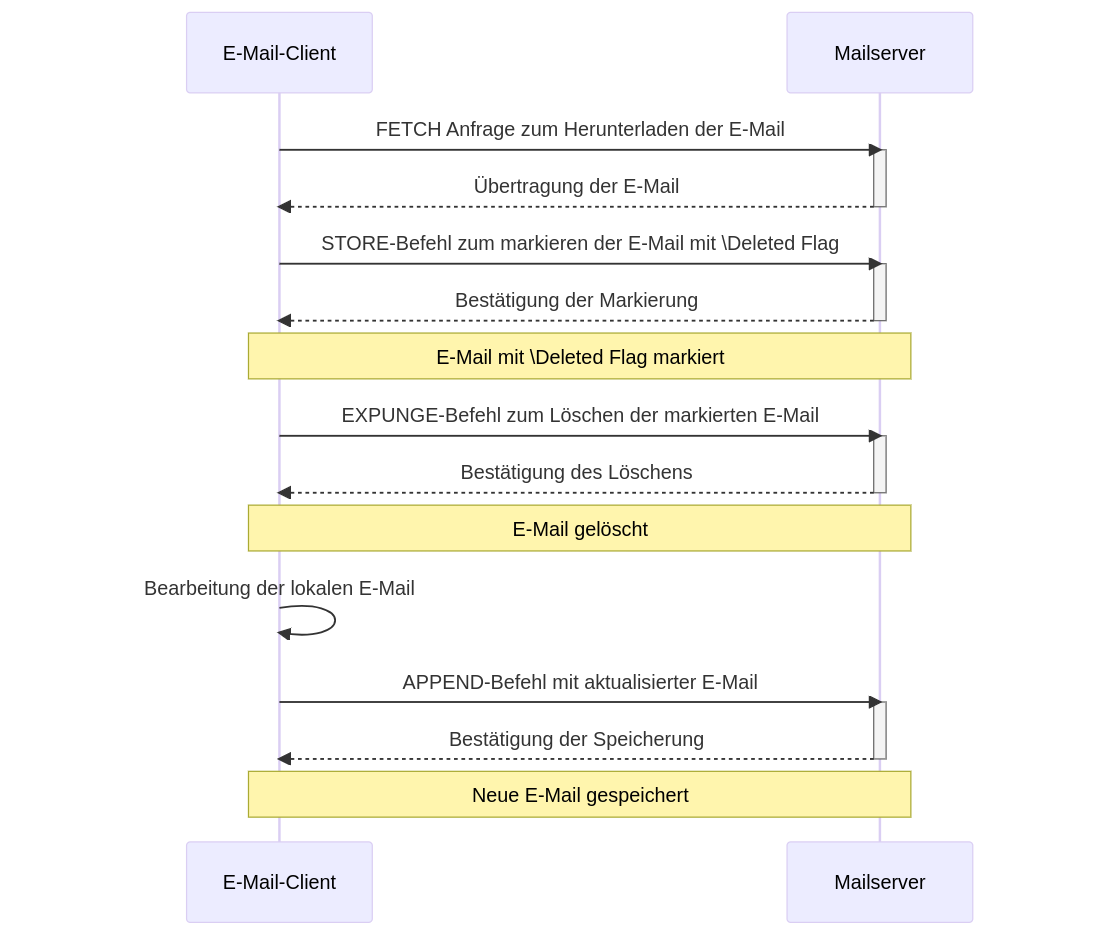 E-Mail-Client
Mailserver
FETCH Anfrage zum Herunterladen der E-Mail
Übertragung der E-Mail
STORE-Befehl zum markieren der E-Mail mit \Deleted Flag
Bestätigung der Markierung
E-Mail mit \Deleted Flag markiert
EXPUNGE-Befehl zum Löschen der markierten E-Mail
Bestätigung des Löschens
E-Mail gelöscht
Bearbeitung der lokalen E-Mail
APPEND-Befehl mit aktualisierter E-Mail
Bestätigung der Speicherung
Neue E-Mail gespeichert
E-Mail-Client
Mailserver